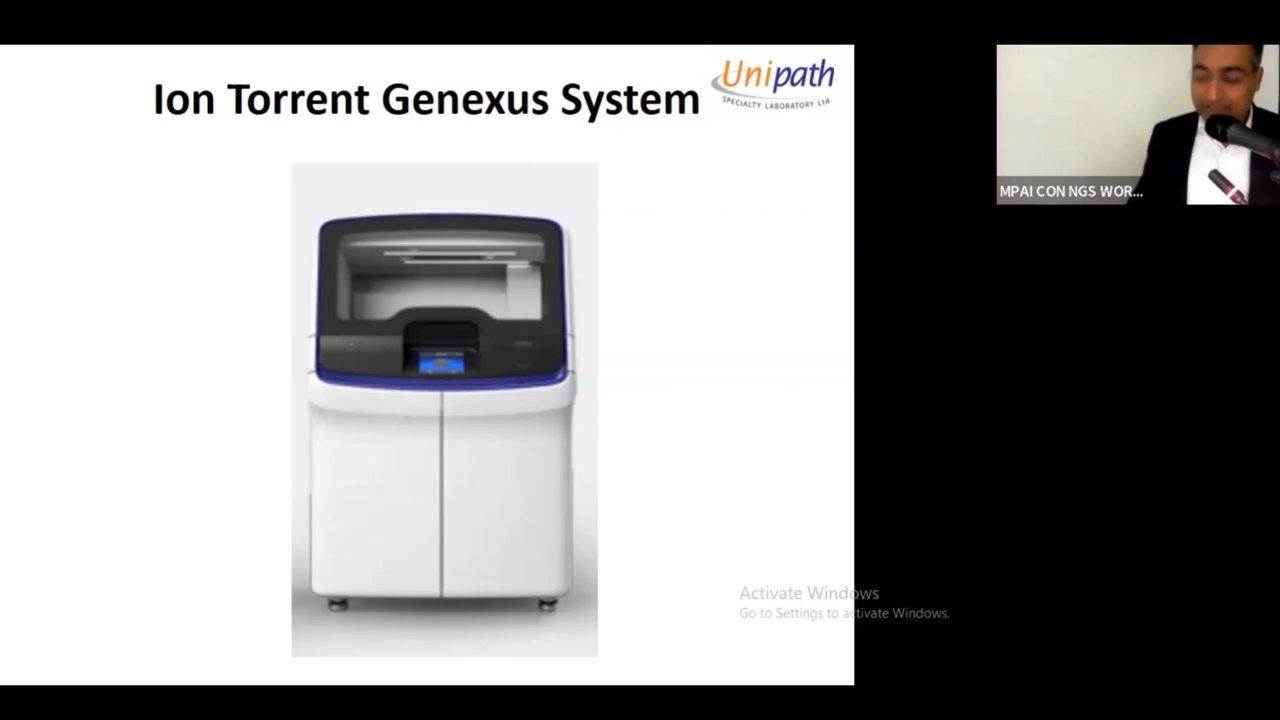 Ion Torrent Genexus System
Unipath
SPECIALTY LABORATORY Ltd.
MPAI CON NGS WOR...
Activate Windows
Go to Settings to activate Windows.